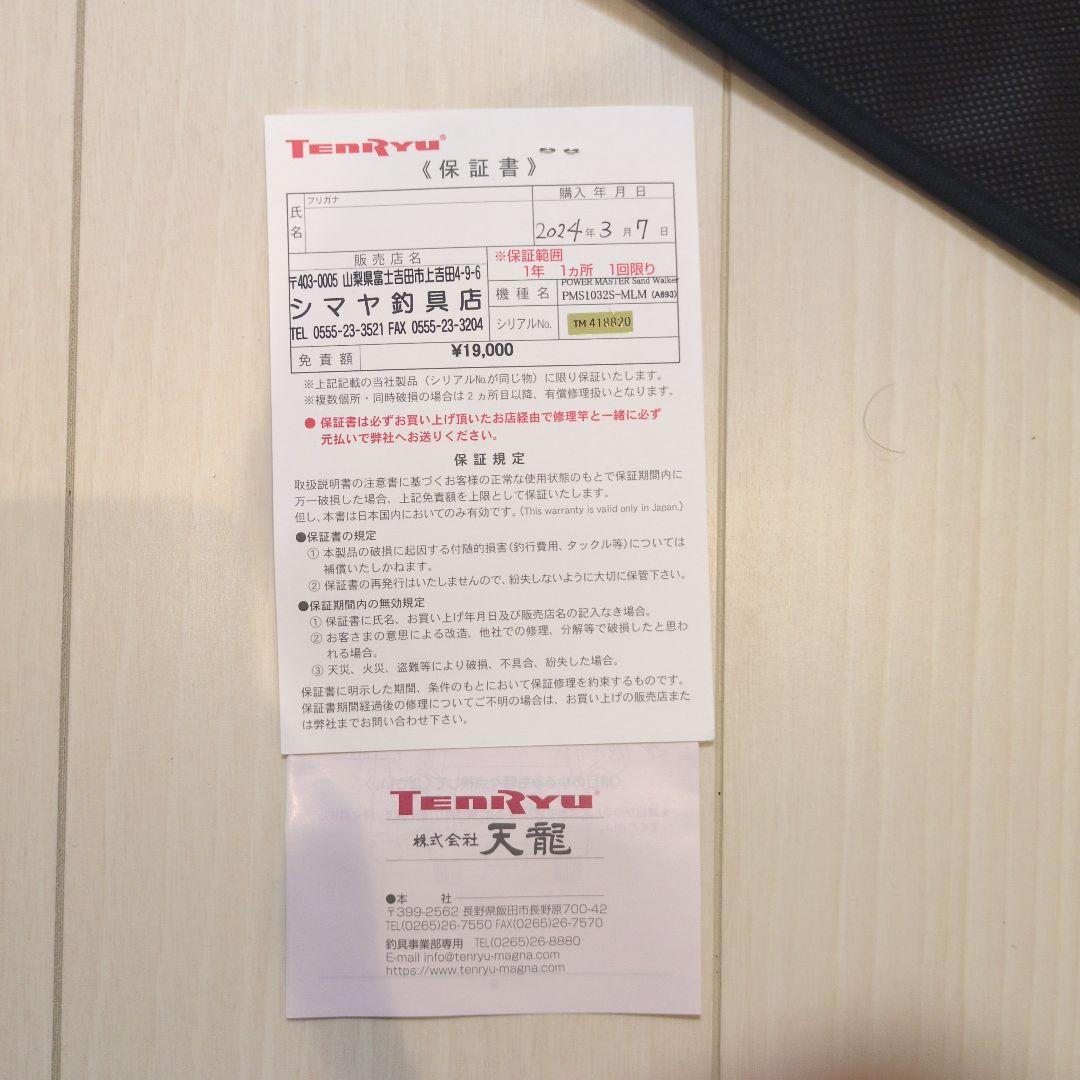 TENRYU®
《保証書》
フリガナ
氏名
購入年月日
2024年3月7日
販売店名
〒403-0005 山梨県富士吉田市上吉田4-9-6
シマヤ釣具店
TEL 0555-23-3521 FAX 0555-23-3204
※保証範囲
1年 1ヵ所 1回限り
機種名
POWER MASTER Sand Walker
PMS1032S-MLM (A693)
シリアルNo.
TM 418820
免責額
¥19,000
※上記記載の当社製品（シリアルNo.が同じ物）に限り保証いたします。
※複数個所・同時破損の場合は2ヵ所目以降、有償修理扱いとなります。
●保証書は必ずお買い上げ頂いたお店経由で修理竿と一緒に必ず
元払いで弊社へお送りください。
保証規定
取扱説明書の注意書に基づくお客様の正常な使用状態のもとで保証期間内に
万一破損した場合、上記免責額を上限として保証いたします。
但し、本書は日本国内においてのみ有効です。(This warranty is valid only in Japan.)
●保証書の規定
① 本製品の破損に起因する付随的損害(釣行費用、タックル等)については
補償いたしかねます。
② 保証書の再発行はいたしませんので、紛失しないように大切に保管下さい。
●保証期間内の無効規定
① 保証書に氏名、お買い上げ年月日及び販売店名の記入なき場合。
② お客さまの意思による改造、他社での修理、分解等で破損したと思わ
れる場合。
③ 天災、火災、盗難等により破損、不具合、紛失した場合。
保証書に明示した期間、条件のもとにおいて保証修理を約束するものです。
保証書期間経過後の修理についてご不明の場合は、お買い上げの販売店また
は弊社までお問い合わせ下さい。
TENRYU®
株式会社 天龍
●本 社
〒399-2562 長野県飯田市長野原700-42
TEL(0265)26-7550 FAX(0265)26-7570
釣具事業部専用 TEL(0265)26-8880
E-mail info@tenryu-magna.com
https://www.tenryu-magna.com